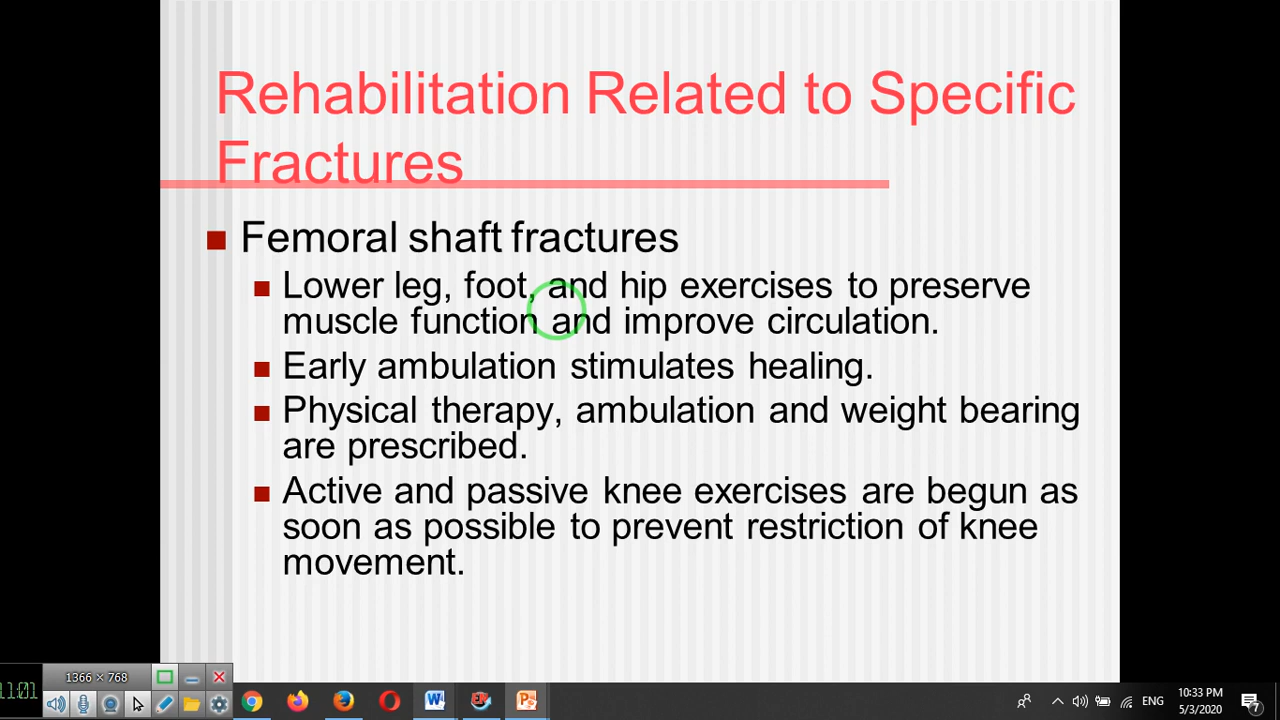 Rehabilitation Related to Specific
Fractures
Femoral shaft fractures
Lower leg, foot, and hip exercises to preserve
muscle function and improve circulation.
Early ambulation stimulates healing.
Physical therapy, ambulation and weight bearing
are prescribed.
Active and passive knee exercises are begun as
soon as possible to prevent restriction of knee
movement.
1366 × 768
11:01
ENG
10:33 PM
5/3/2020
7